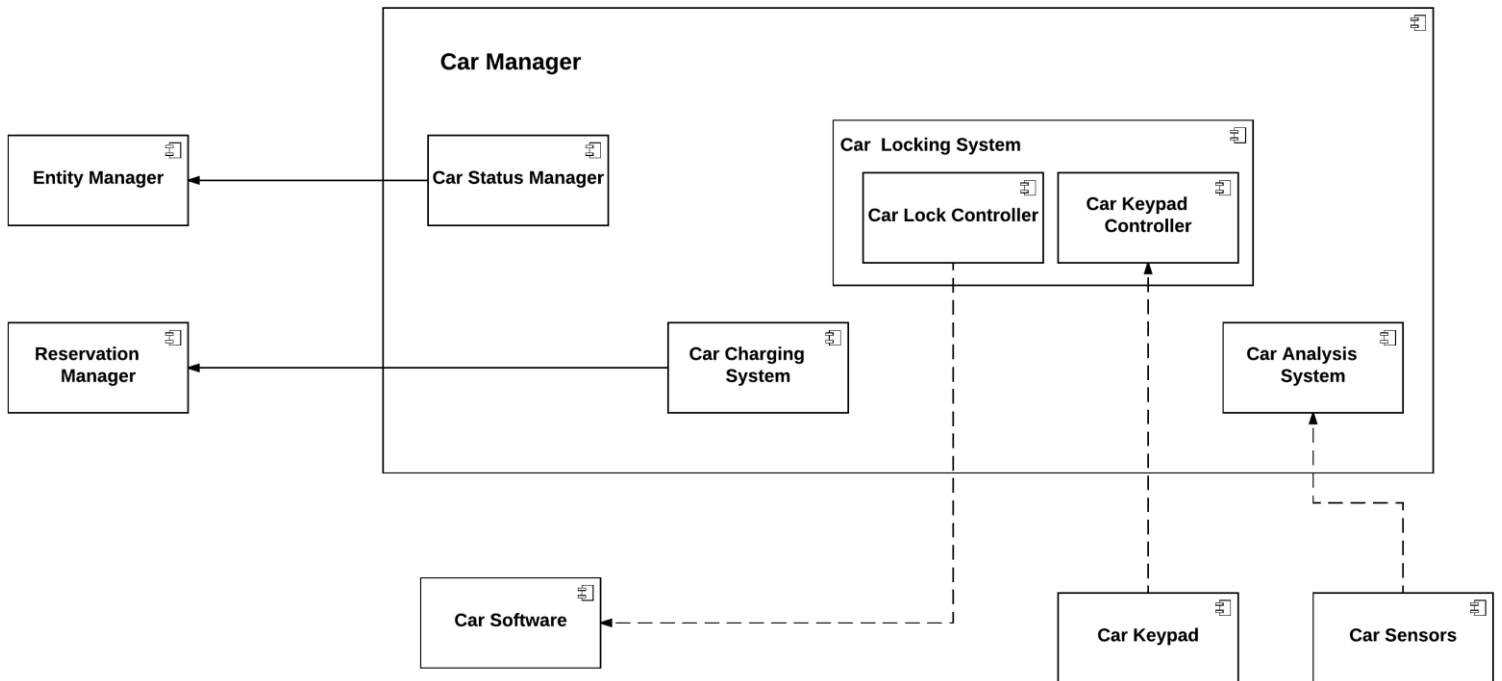 Car Manager
Car  Locking System
Entity Manager
Car Status Manager
Car Lock Controller
Car Keypad
Controller
Reservation
Manager
Car Charging
System
Car Analysis
System
Car Software
Car Keypad
Car Sensors